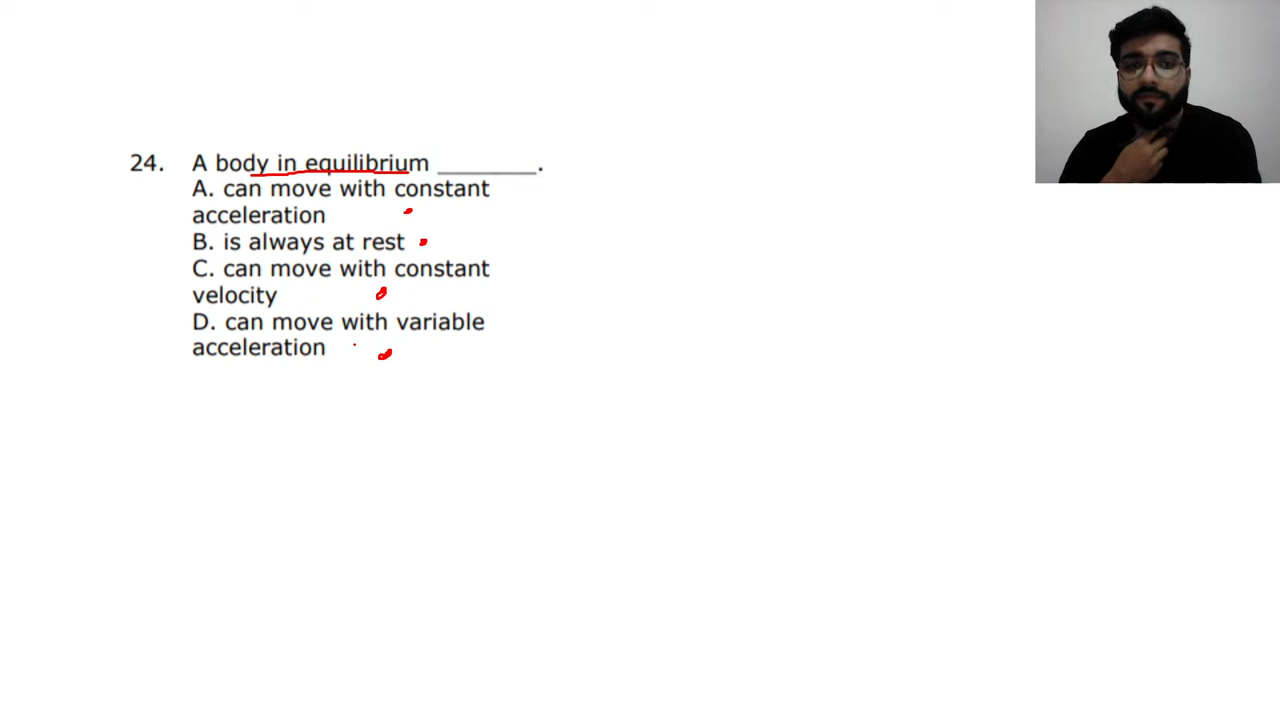 24. A body in equilibrium ________.
A. can move with constant
acceleration
B. is always at rest
C. can move with constant
velocity
D. can move with variable
acceleration